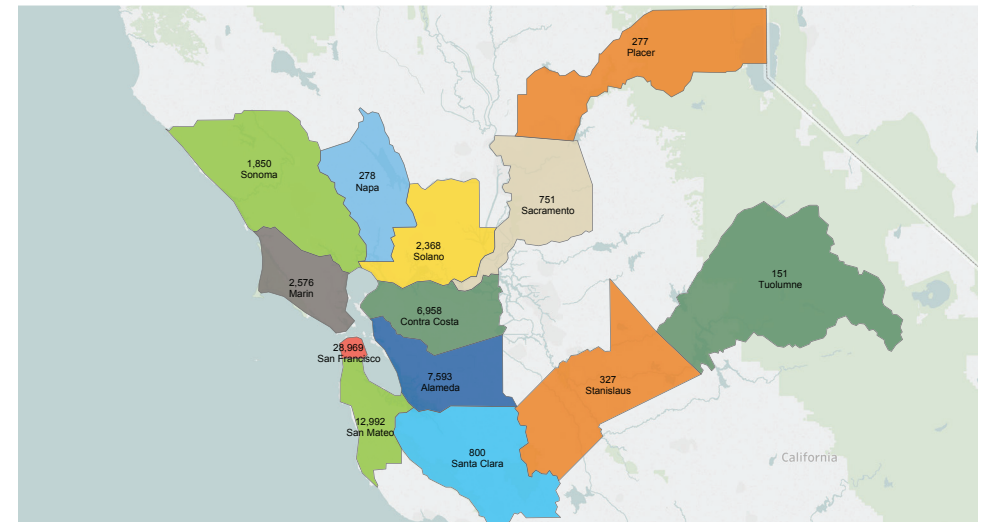 277
Placer
1,850
Sonoma
278
Napa
751
Sacramento
2,368
Solano
2,576
Marin
151
Tuolumne
6,958
Contra Costa
28,969
San Francisco
7,593
Alameda
327
Stanislaus
12,992
San Mateo
800
Santa Clara
California